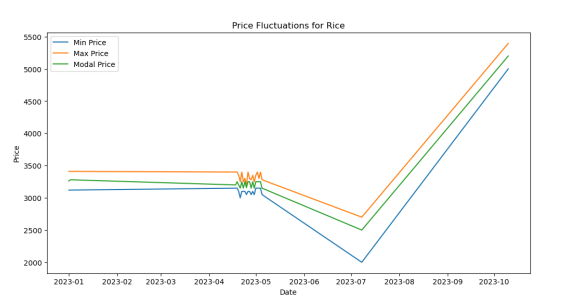 Price Fluctuations for Rice
Min Price
Max Price
Modal Price
5500
5000
4500
4000
3500
3000
2500
2000
Price
2023-01 2023-02 2023-03 2023-04 2023-05 2023-06 2023-07 2023-08 2023-09 2023-10
Date